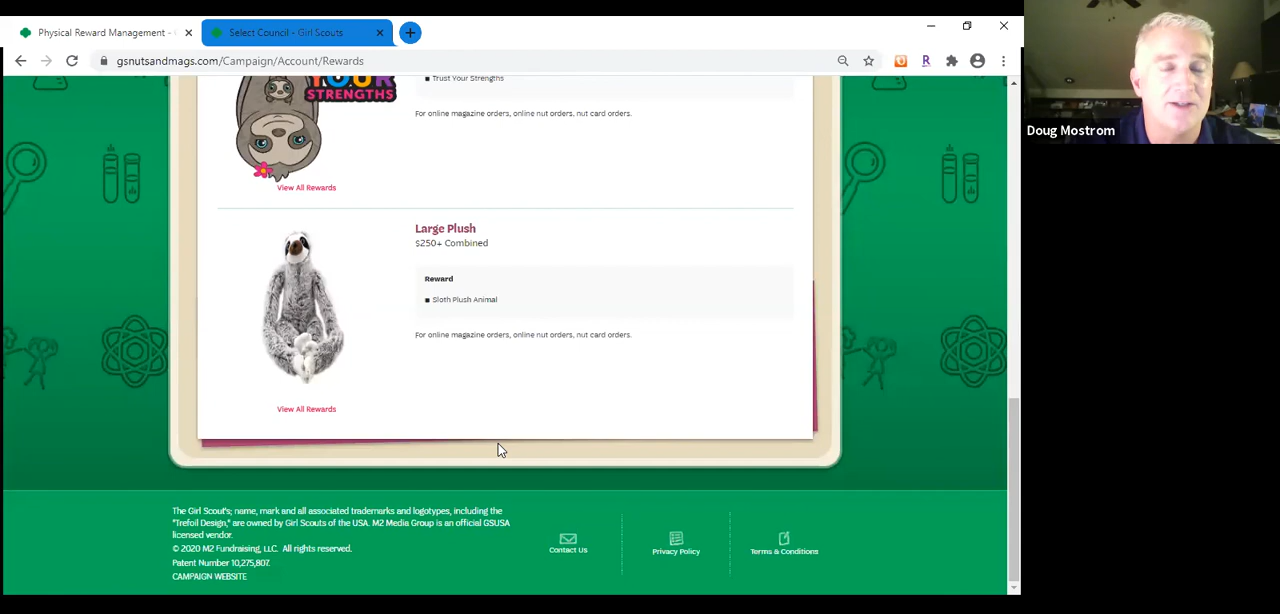 Physical Reward Management -
Select Council - Girl Scouts
gsnutsandmags.com/Campaign/Account/Rewards
Doug Mostrom
YOUR
STRENGTHS
Trust Your Strengths
For online magazine orders, online nut orders, nut card orders.
View All Rewards
Large Plush
$250+ Combined
Reward
Sloth Plush Animal
For online magazine orders, online nut orders, nut card orders.
View All Rewards
The Girl Scout's; name, mark and all associated trademarks and logotypes, including the
"Trefoil Design," are owned by Girl Scouts of the USA. M2 Media Group is an official GSUSA
licensed vendor.
© 2020 M2 Fundraising, LLC. All rights reserved.
Patent Number 10,275,807.
CAMPAIGN WEBSITE
Contact Us
Privacy Policy
Terms & Conditions